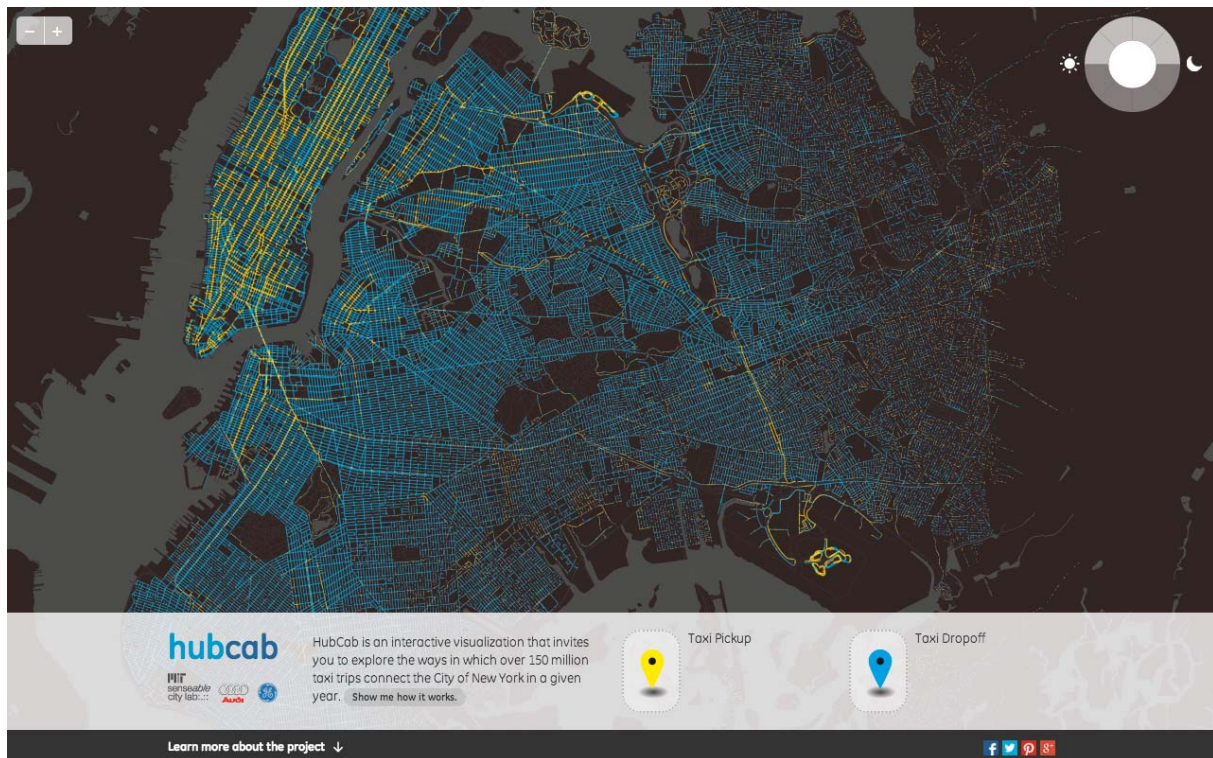 − +
hubcab
MIT
senseable
city lab:.::
Audi
GE
HubCab is an interactive visualization that invites
you to explore the ways in which over 150 million
taxi trips connect the City of New York in a given
year. Show me how it works.
Taxi Pickup
Taxi Dropoff
Learn more about the project ↓
f
8+